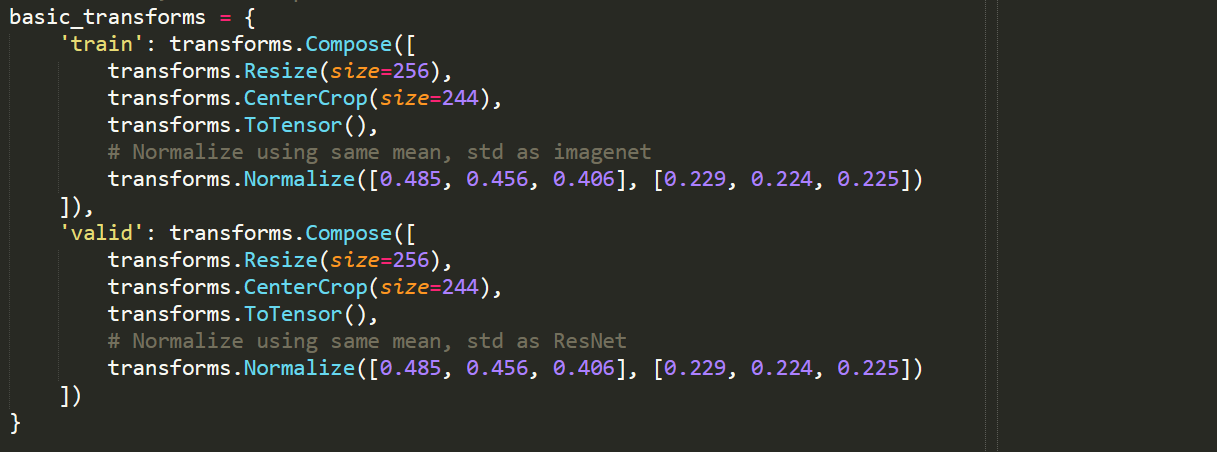 basic_transforms = {
    'train': transforms.Compose([
        transforms.Resize(size=256),
        transforms.CenterCrop(size=244),
        transforms.ToTensor(),
        # Normalize using same mean, std as imagenet
        transforms.Normalize([0.485, 0.456, 0.406], [0.229, 0.224, 0.225])
    ]),
    'valid': transforms.Compose([
        transforms.Resize(size=256),
        transforms.CenterCrop(size=244),
        transforms.ToTensor(),
        # Normalize using same mean, std as ResNet
        transforms.Normalize([0.485, 0.456, 0.406], [0.229, 0.224, 0.225])
    ])
}